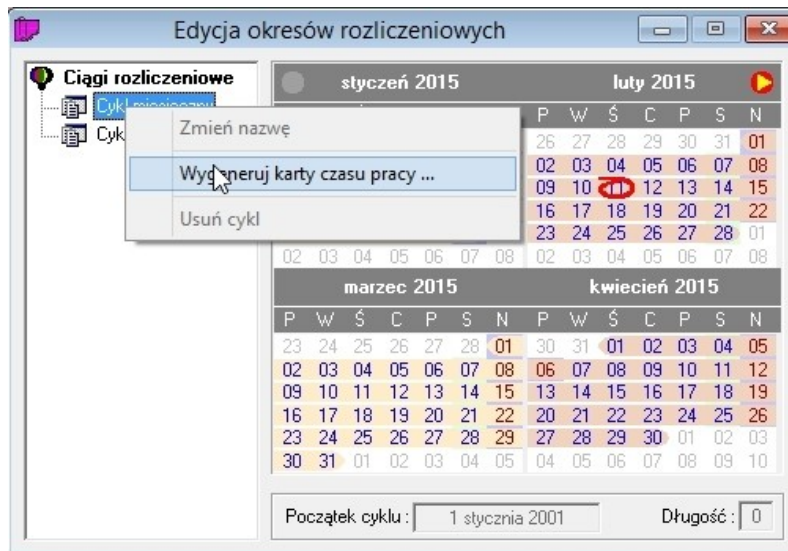 Edycja okresów rozliczeniowych
Ciągi rozliczeniowe
Cykl miesięczny
Cyk
Zmień nazwę
Wygeneruj karty czasu pracy ...
Usuń cykl
styczeń 2015
luty 2015
P W Ś C P S N
26 27 28 29 30 31 01
02 03 04 05 06 07 08
09 10 11 12 13 14 15
16 17 18 19 20 21 22
23 24 25 26 27 28 01
02 03 04 05 06 07 08 02 03 04 05 06 07 08
marzec 2015
kwiecień 2015
P W Ś C P S N P W Ś C P S N
23 24 25 26 27 28 01 30 31 01 02 03 04 05
02 03 04 05 06 07 08 06 07 08 09 10 11 12
09 10 11 12 13 14 15 13 14 15 16 17 18 19
16 17 18 19 20 21 22 20 21 22 23 24 25 26
23 24 25 26 27 28 29 27 28 29 30 01 02 03
30 31 01 02 03 04 05 04 05 06 07 08 09 10
Początek cyklu : 1 stycznia 2001 Długość : 0